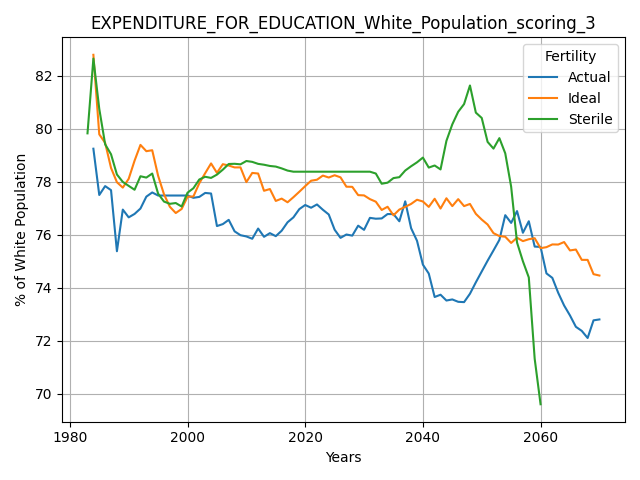 EXPENDITURE_FOR_EDUCATION_White_Population_scoring_3
Fertility
Actual
Ideal
Sterile
% of White Population
82
80
78
76
74
72
70
1980
2000
2020
2040
2060
Years